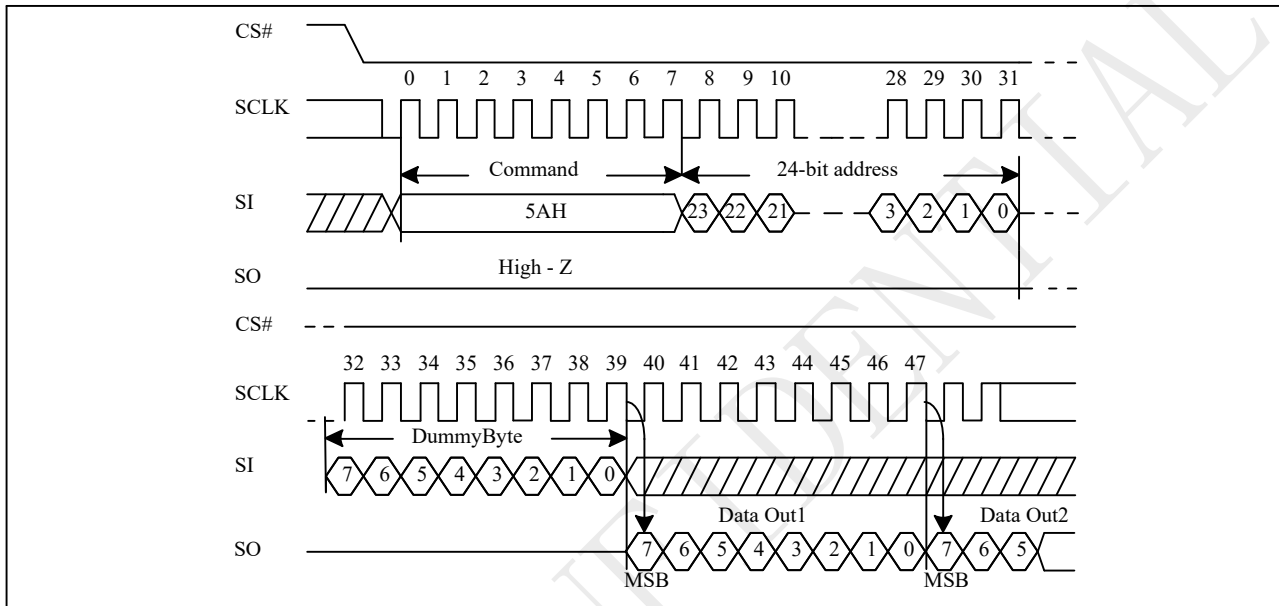 CS#
0 1 2 3 4 5 6 7 8 9 10 28 29 30 31
SCLK
Command 24-bit address
SI 5AH 23 22 21 3 2 1 0
High - Z
SO
CS#
32 33 34 35 36 37 38 39 40 41 42 43 44 45 46 47
SCLK
DummyByte
SI 7 6 5 4 3 2 1 0
Data Out1 Data Out2
SO 7 6 5 4 3 2 1 0 7 6 5
MSB MSB
NFIDENTIAL